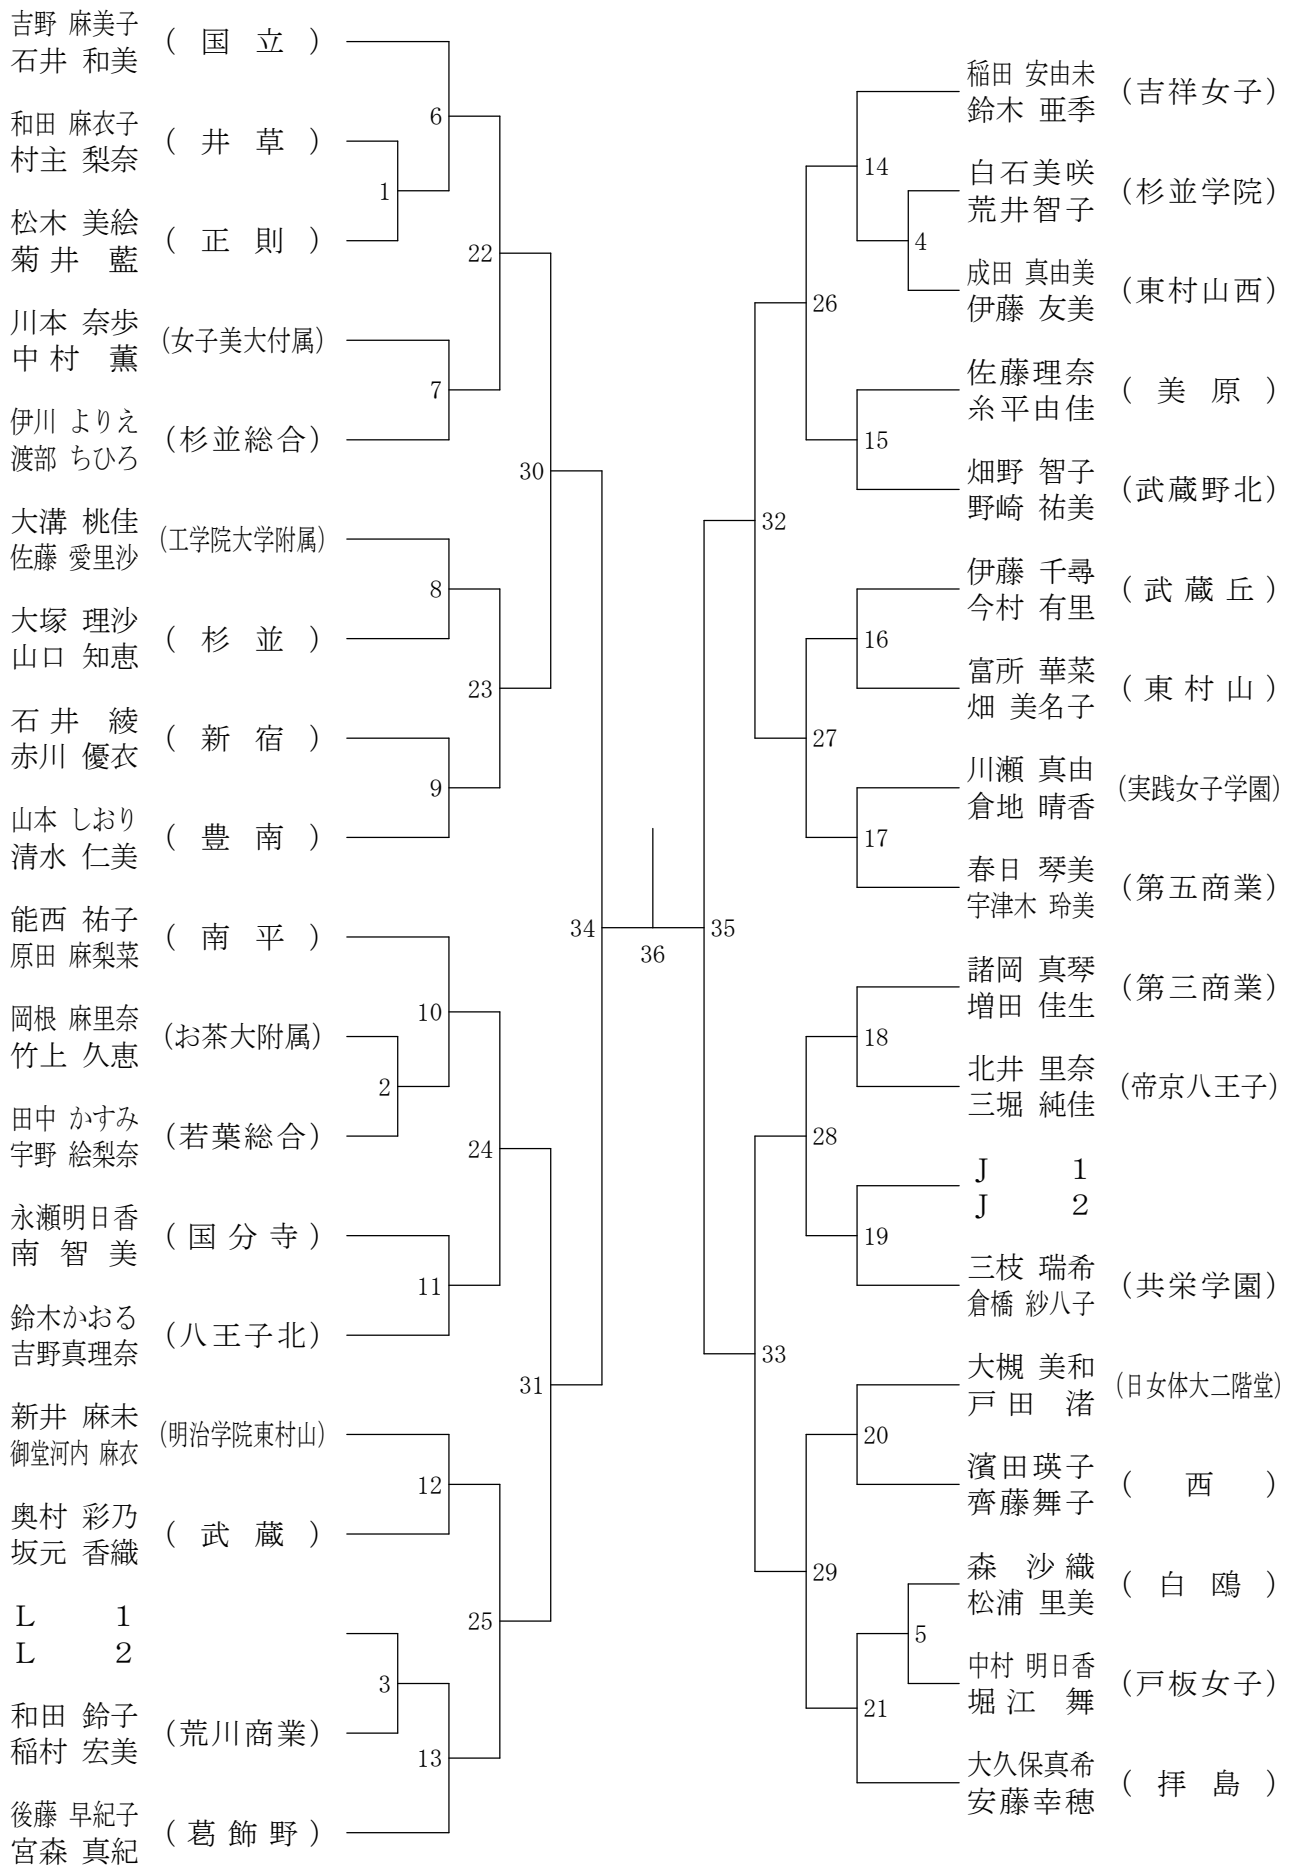 吉野 麻美子
石井 和美
( 国 立 )
和田 麻衣子
村主 梨奈
( 井 草 )
松木 美絵
菊井 藍
( 正 則 )
川本 奈歩
中村 薫
(女子美大付属)
伊川 よりえ
渡部 ちひろ
(杉並総合)
大溝 桃佳
佐藤 愛里沙
(工学院大学附属)
大塚 理沙
山口 知恵
( 杉 並 )
石井 綾
赤川 優衣
( 新 宿 )
山本 しおり
清水 仁美
( 豊 南 )
能西 祐子
原田 麻梨菜
( 南 平 )
岡根 麻里奈
竹上 久恵
(お茶大附属)
田中 かすみ
宇野 絵梨奈
(若葉総合)
永瀬明日香
南 智 美
( 国 分 寺 )
鈴木かおる
吉野真理奈
(八王子北)
新井 麻未
御堂河内 麻衣
(明治学院東村山)
奥村 彩乃
坂元 香織
( 武 蔵 )
L 1
L 2
和田 鈴子
稲村 宏美
(荒川商業)
後藤 早紀子
宮森 真紀
( 葛 飾 野 )
1
2
3
6
7
8
9
10
11
12
13
22
23
24
25
30
31
34
36
35
32
33
26
27
28
29
14
15
16
17
18
19
20
21
4
5
稲田 安由未
鈴木 亜季
(吉祥女子)
白石美咲
荒井智子
(杉並学院)
成田 真由美
伊藤 友美
(東村山西)
佐藤理奈
糸平由佳
( 美 原 )
畑野 智子
野崎 祐美
(武蔵野北)
伊藤 千尋
今村 有里
( 武 蔵 丘 )
富所 華菜
畑 美名子
( 東 村 山 )
川瀬 真由
倉地 晴香
(実践女子学園)
春日 琴美
宇津木 玲美
(第五商業)
諸岡 真琴
増田 佳生
(第三商業)
北井 里奈
三堀 純佳
(帝京八王子)
J 1
J 2
三枝 瑞希
倉橋 紗八子
(共栄学園)
大槻 美和
戸田 渚
(日女体大二階堂)
濱田瑛子
齊藤舞子
( 西 )
森 沙 織
松浦 里美
( 白 鴎 )
中村 明日香
堀江 舞
(戸板女子)
大久保真希
安藤幸穂
( 拝 島 )